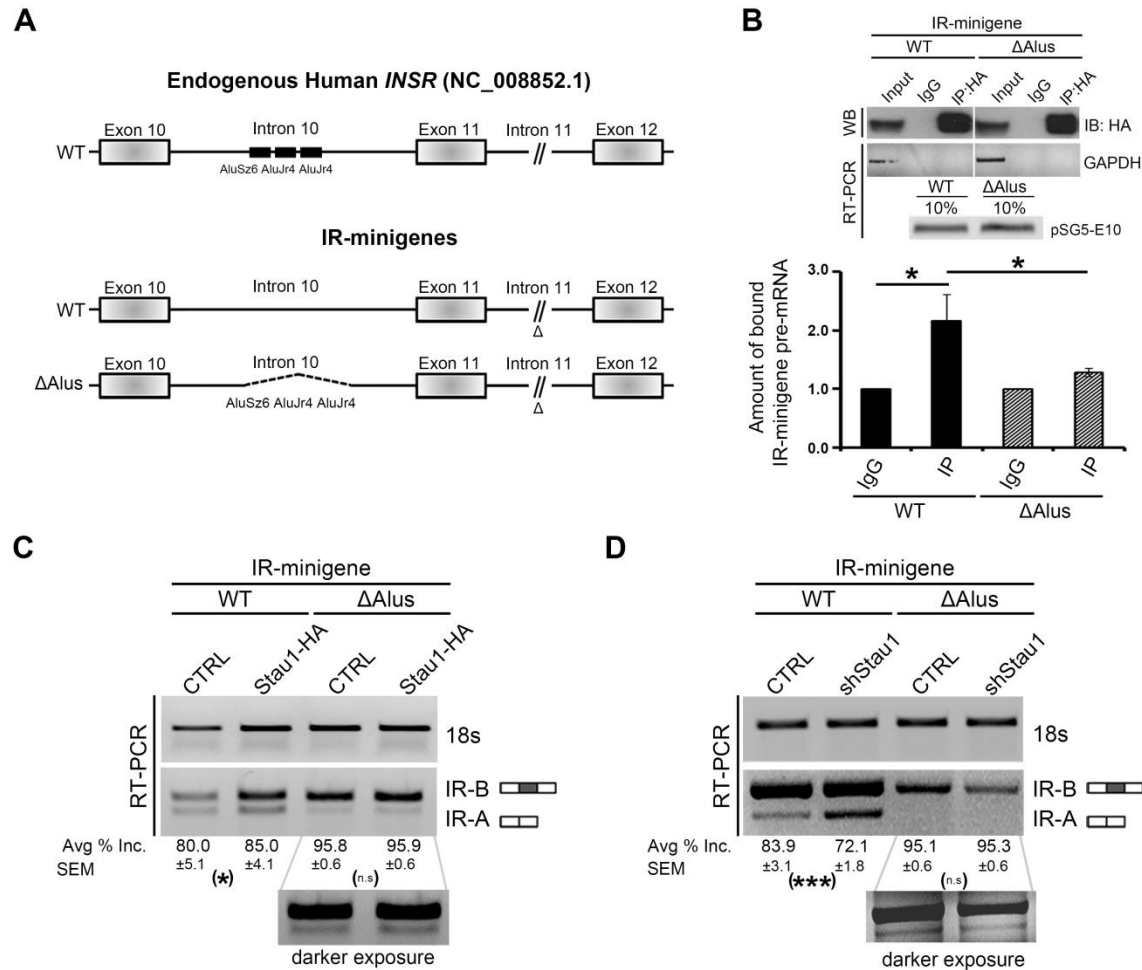 A
Endogenous Human INSR (NC_008852.1)
Exon 10 Intron 10 Exon 11 Intron 11 Exon 12
WT
AluSz6 AluJr4 AluJr4
IR-minigenes
Exon 10 Intron 10 Exon 11 Intron 11 Exon 12
WT
Δ
Exon 10 Intron 10 Exon 11 Intron 11 Exon 12
ΔAlus
AluSz6 AluJr4 AluJr4
Δ
B
IR-minigene
WT ΔAlus
Input IgG IP:HA Input IgG IP:HA
WB
IB: HA
RT-PCR
GAPDH
WT ΔAlus
10% 10%
pSG5-E10
Amount of bound
IR-minigene pre-mRNA
3.0
2.0
1.0
0.0
* *
IgG IP IgG IP
WT ΔAlus
C
IR-minigene
WT ΔAlus
CTRL Stau1-HA CTRL Stau1-HA
RT-PCR
18s
IR-B
IR-A
Avg % Inc. 80.0 85.0 95.8 95.9
SEM ±5.1 ±4.1 ±0.6 ±0.6
(*) (n.s)
darker exposure
D
IR-minigene
WT ΔAlus
CTRL shStau1 CTRL shStau1
RT-PCR
18s
IR-B
IR-A
Avg % Inc. 83.9 72.1 95.1 95.3
SEM ±3.1 ±1.8 ±0.6 ±0.6
(***) (n.s)
darker exposure